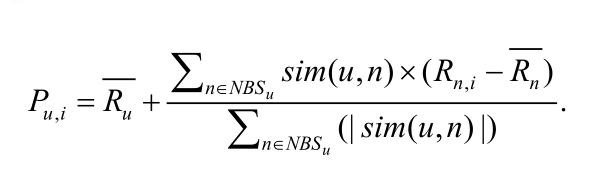 P_{u,i} = \overline{R_u} + \frac{\sum_{n \in NBS_u} sim(u,n) \times (R_{n,i} - \overline{R_n})}{\sum_{n \in NBS_u} (| sim(u,n) |)}.